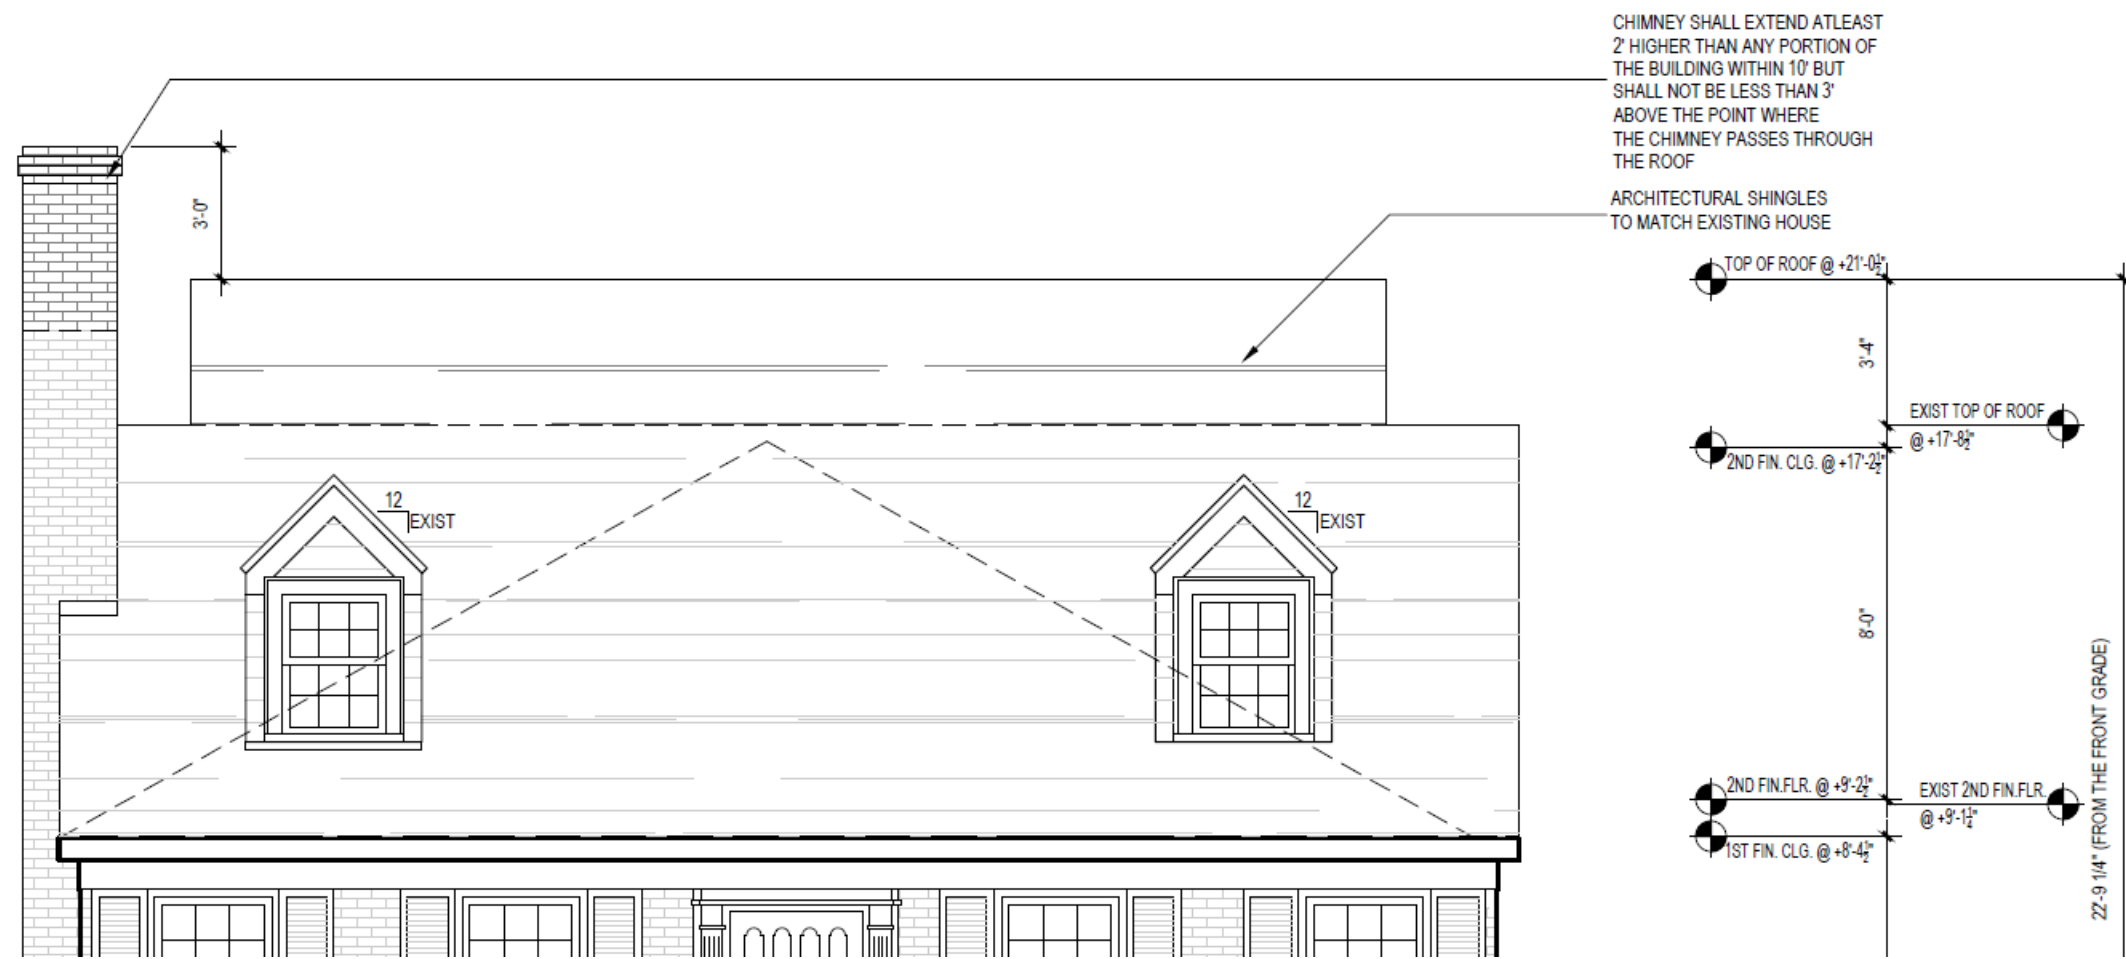 CHIMNEY SHALL EXTEND ATLEAST
2' HIGHER THAN ANY PORTION OF
THE BUILDING WITHIN 10' BUT
SHALL NOT BE LESS THAN 3'
ABOVE THE POINT WHERE
THE CHIMNEY PASSES THROUGH
THE ROOF
ARCHITECTURAL SHINGLES
TO MATCH EXISTING HOUSE
3'-0"
TOP OF ROOF @ +21'-0½"
3'-4"
EXIST TOP OF ROOF
@ +17'-8½"
2ND FIN. CLG. @ +17'-2½"
12
EXIST
12
EXIST
8'-0"
22'-9 1/4" (FROM THE FRONT GRADE)
2ND FIN.FLR. @ +9'-2½"
EXIST 2ND FIN.FLR.
@ +9'-1¼"
1ST FIN. CLG. @ +8'-4½"